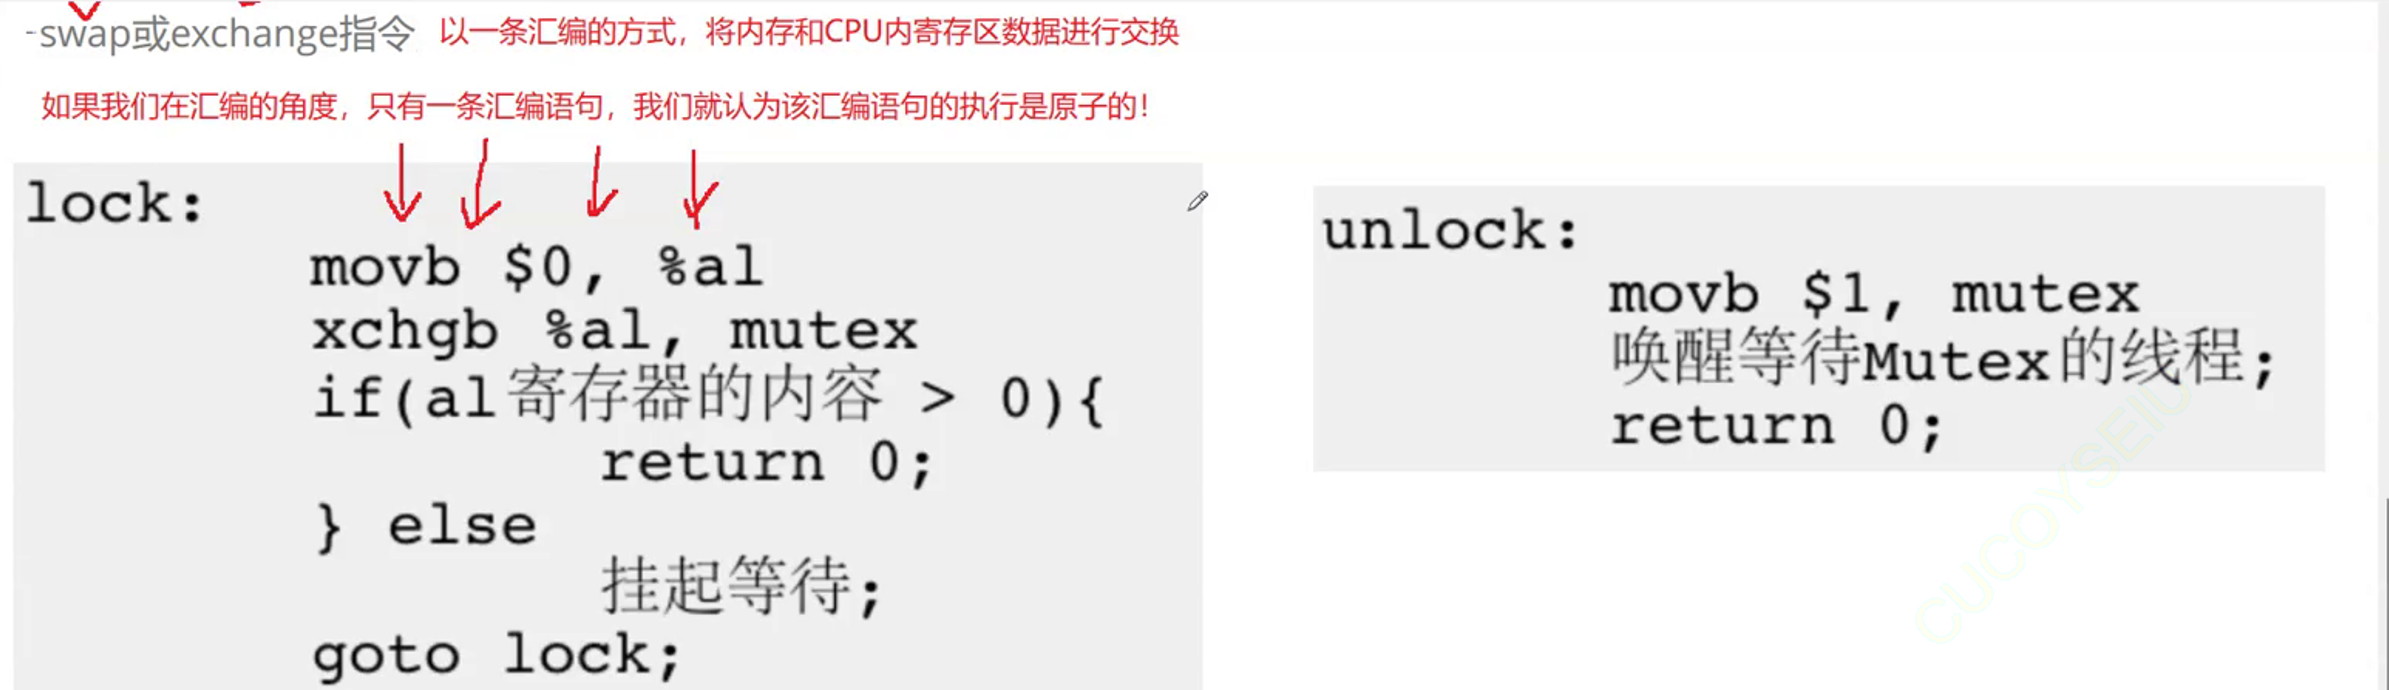 -swap或exchange指令 以一条汇编的方式，将内存和CPU内寄存区数据进行交换
如果我们在汇编的角度，只有一条汇编语句，我们就认为该汇编语句的执行是原子的！
lock:
movb $0, %al
xchgb %al, mutex
if(al寄存器的内容 > 0){
return 0;
} else
挂起等待;
goto lock;
unlock:
movb $1, mutex
唤醒等待Mutex的线程;
return 0;
CUCOYSEIU